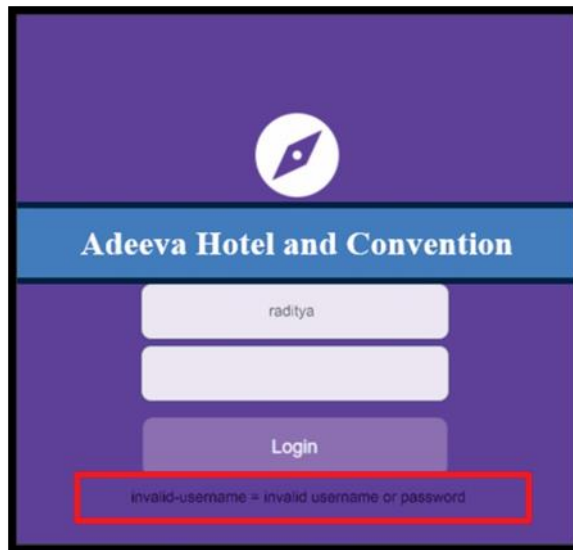 Adeeva Hotel and Convention
raditya
Login
invalid-username = invalid username or password